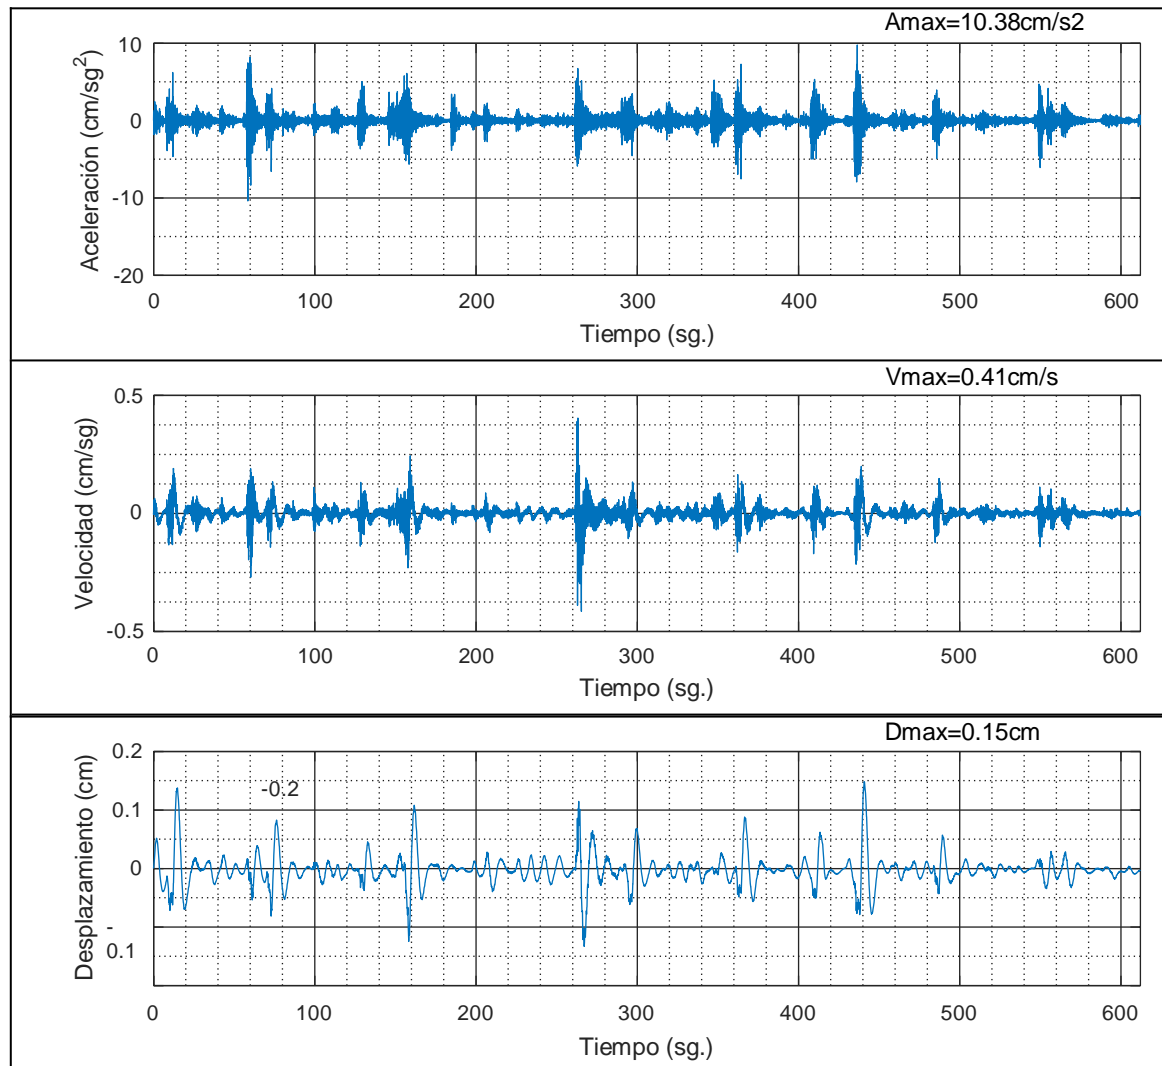 Amax=10.38cm/s2
10
0
-10
-20
Aceleración (cm/sg2)
0 100 200 300 400 500 600
Tiempo (sg.)
Vmax=0.41cm/s
0.5
0
-0.5
Velocidad (cm/sg)
0 100 200 300 400 500 600
Tiempo (sg.)
Dmax=0.15cm
0.2
-0.2
0.1
0
-
0.1
Desplazamiento (cm)
0 100 200 300 400 500 600
Tiempo (sg.)